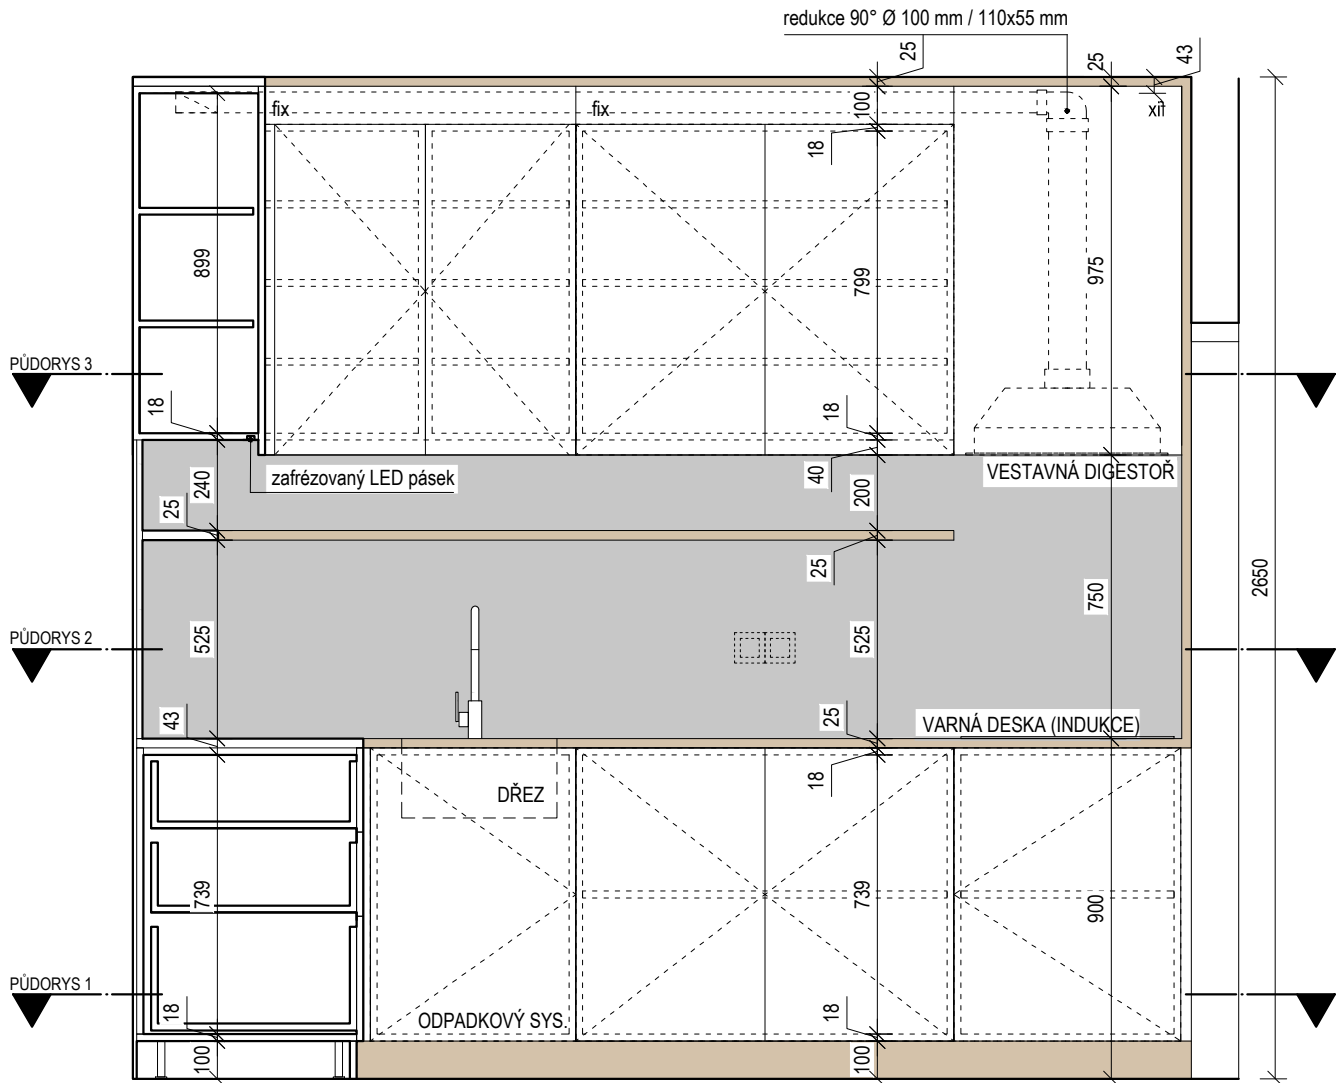 redukce 90° Ø 100 mm / 110x55 mm
25
25
43
fix
fix
100
xif
18
899
799
975
PŮDORYS 3
18
18
zafrézovaný LED pásek
VESTAVNÁ DIGESTOŘ
240
40
200
25
25
2650
750
PŮDORYS 2
525
525
43
25
VARNÁ DESKA (INDUKCE)
18
DŘEZ
739
739
900
PŮDORYS 1
18
ODPADKOVÝ SYS.
18
100
100